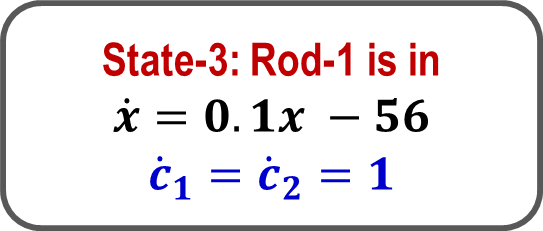 State-3: Rod-1 is in
ẋ = 0.1x − 56
ċ₁ = ċ₂ = 1